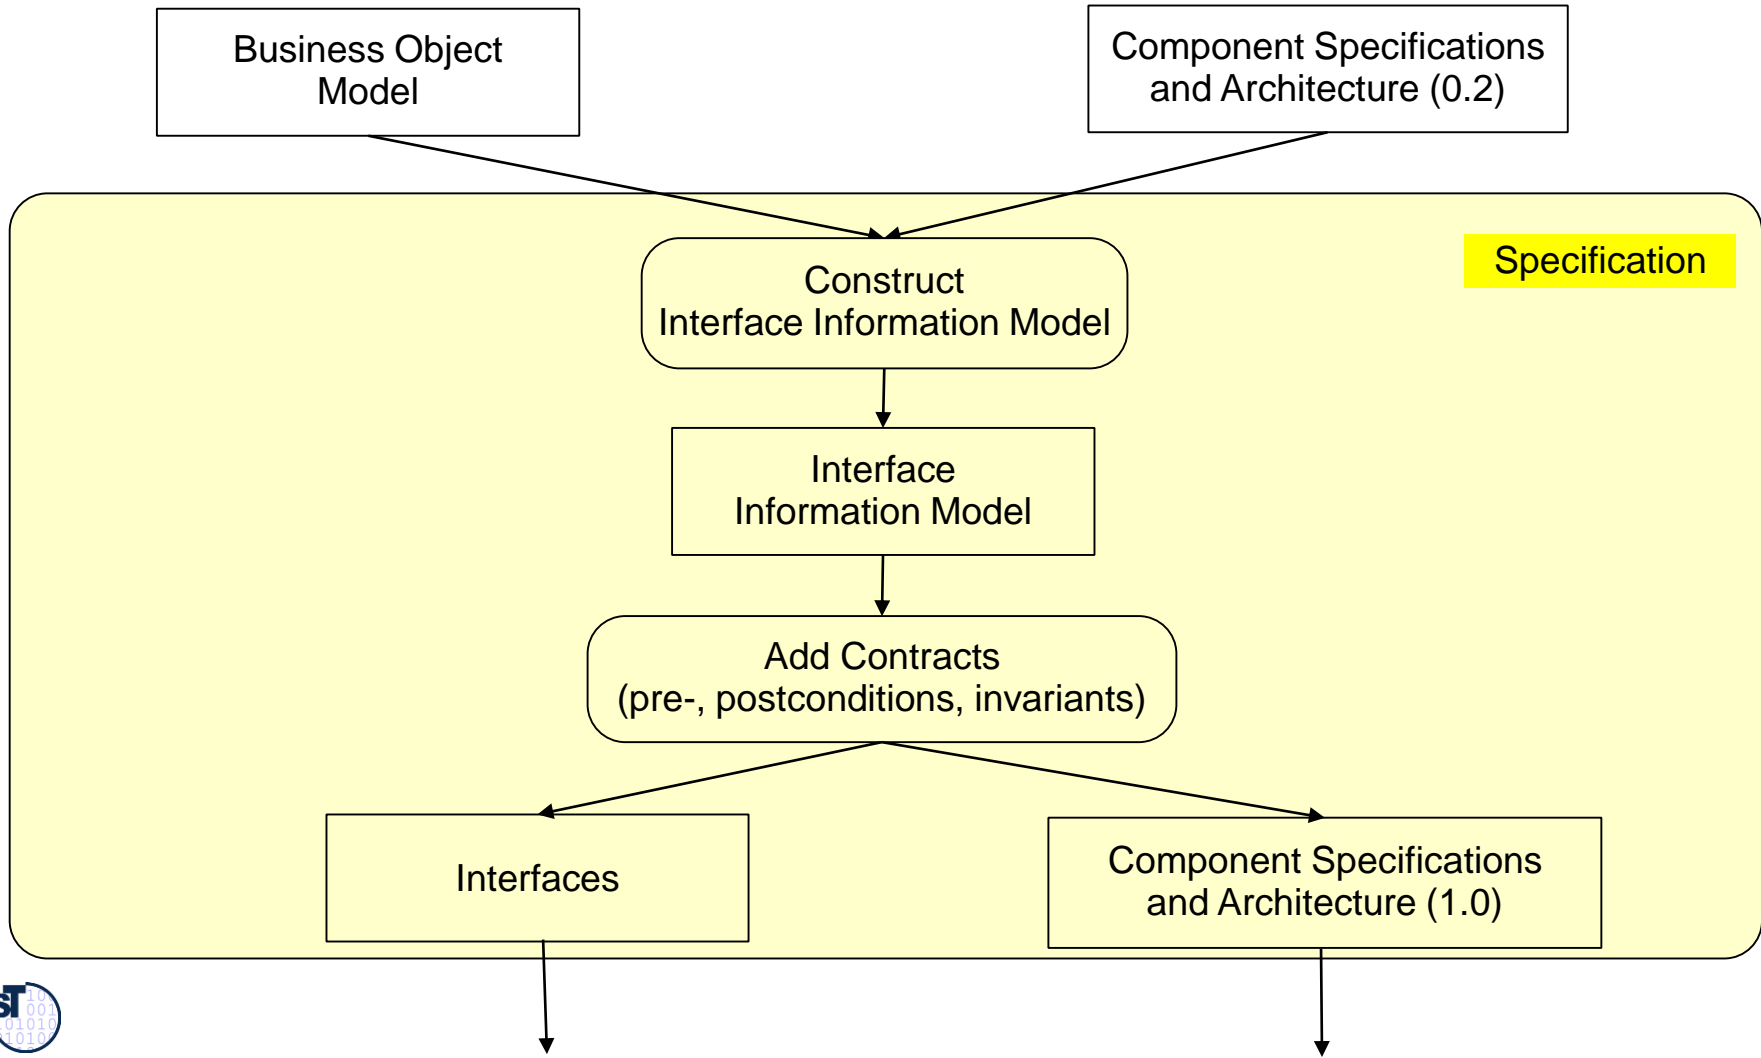 Business Object
Model
Component Specifications
and Architecture (0.2)
Specification
Construct
Interface Information Model
Interface
Information Model
Add Contracts
(pre-, postconditions, invariants)
Interfaces
Component Specifications
and Architecture (1.0)
sT